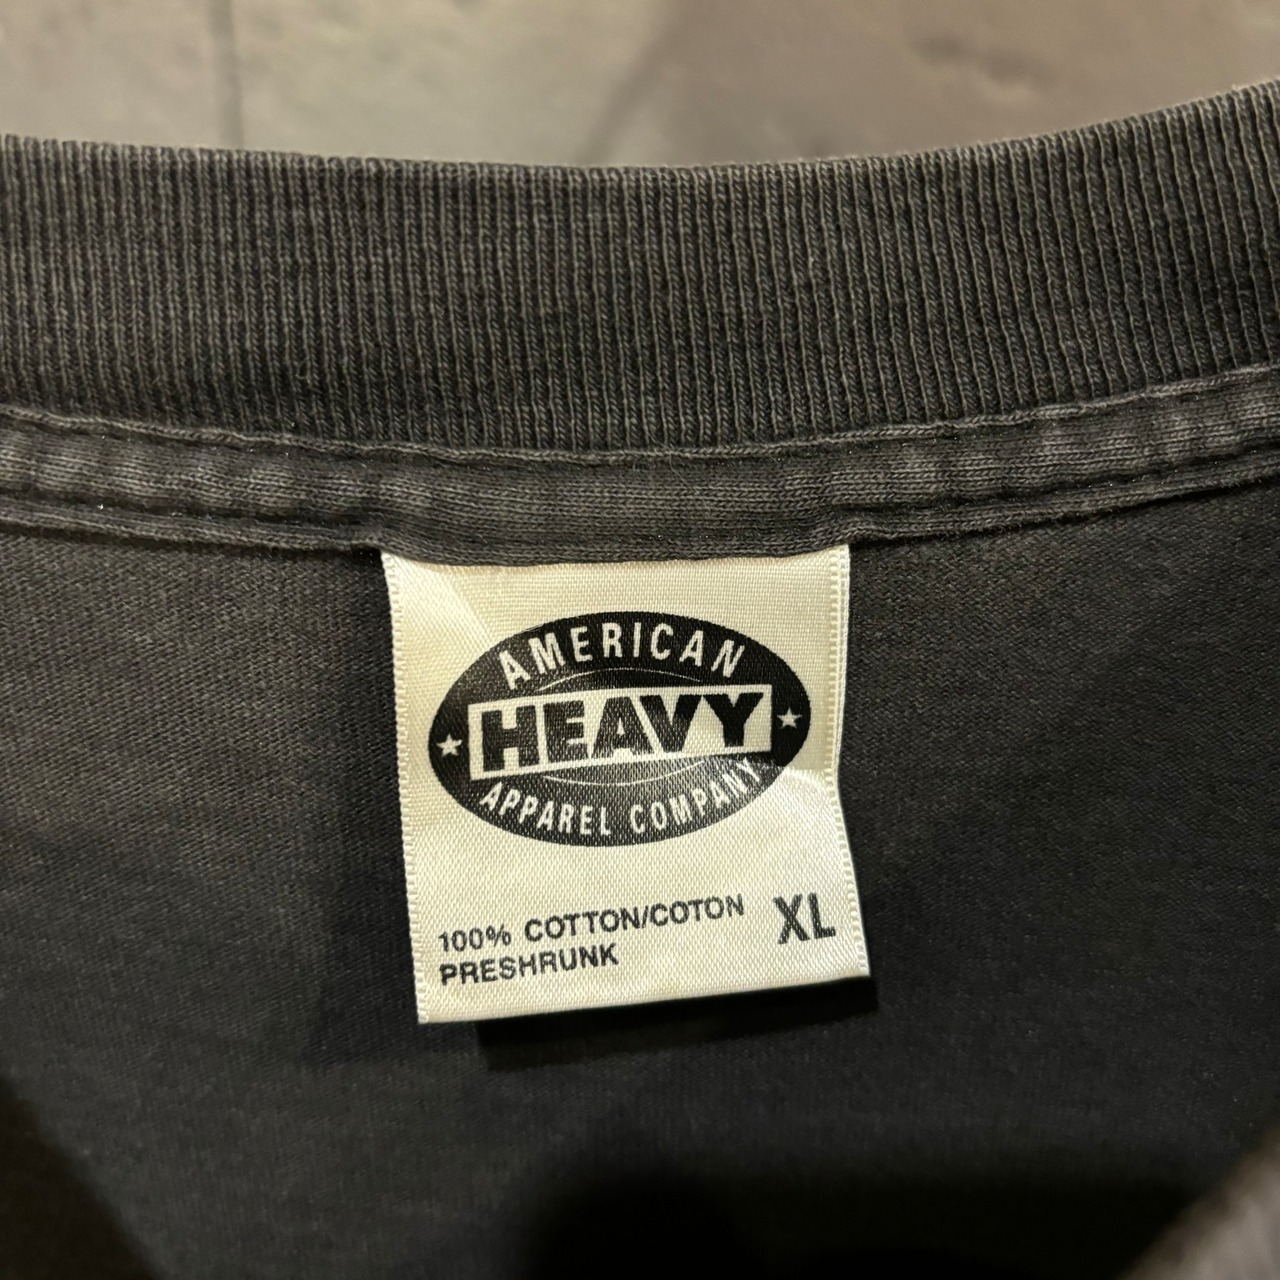 AMERICAN
HEAVY
APPAREL COMPANY
100% COTTON/COTON
PRESHRUNK
XL